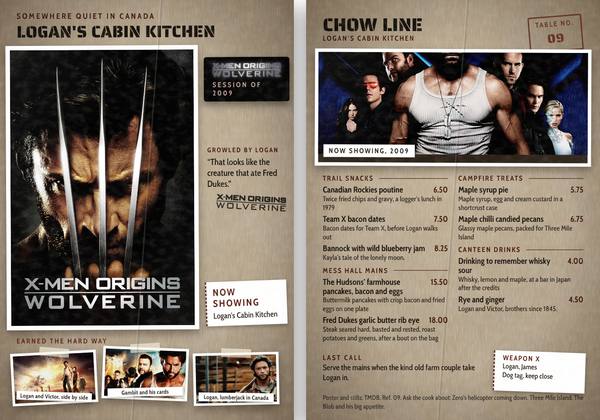 SOMEWHERE QUIET IN CANADA
LOGAN'S CABIN KITCHEN
X-MEN ORIGINS
WOLVERINE
X-MEN ORIGINS
WOLVERINE
SESSION OF
2009
GROWLED BY LOGAN
"That looks like the
creature that ate Fred
Dukes."
X-MEN ORIGINS
WOLVERINE
NOW
SHOWING
Logan's Cabin Kitchen
EARNED THE HARD WAY
Logan and Victor, side by side
Gambit and his cards
Logan, lumberjack in Canada
CHOW LINE
LOGAN'S CABIN KITCHEN
TABLE NO.
09
NOW SHOWING, 2009
TRAIL SNACKS
Canadian Rockies poutine 6.50
Twice fried chips and gravy, a logger's lunch in
1979
Team X bacon dates 7.50
Bacon dates for Team X, before Logan walks
out
Bannock with wild blueberry jam 8.25
Kayla's tale of the lonely moon.
MESS HALL MAINS
The Hudsons' farmhouse 15.50
pancakes, bacon and eggs
Buttermilk pancakes with crisp bacon and fried
eggs on one plate
Fred Dukes garlic butter rib eye 18.00
Steak seared hard, basted and rested, roast
potatoes and greens, after a bout on the bag
CAMPFIRE TREATS
Maple syrup pie 5.75
Maple syrup, egg and cream custard in a
shortcrust case
Maple chilli candied pecans 6.75
Glassy maple pecans, packed for Three Mile
Island
CANTEEN DRINKS
Drinking to remember whisky 4.00
sour
Whisky, lemon and maple, at a bar in Japan
after the credits
Rye and ginger 4.50
Logan and Victor, brothers since 1845.
LAST CALL
Serve the mains when the kind old farm couple take
Logan in.
WEAPON X
Logan, James
Dog tag, keep close
Poster and stills: TMDB. Ref. 09. Ask the cook about: Zero's helicopter coming down. Three Mile Island. The
Blob and his big appetite.